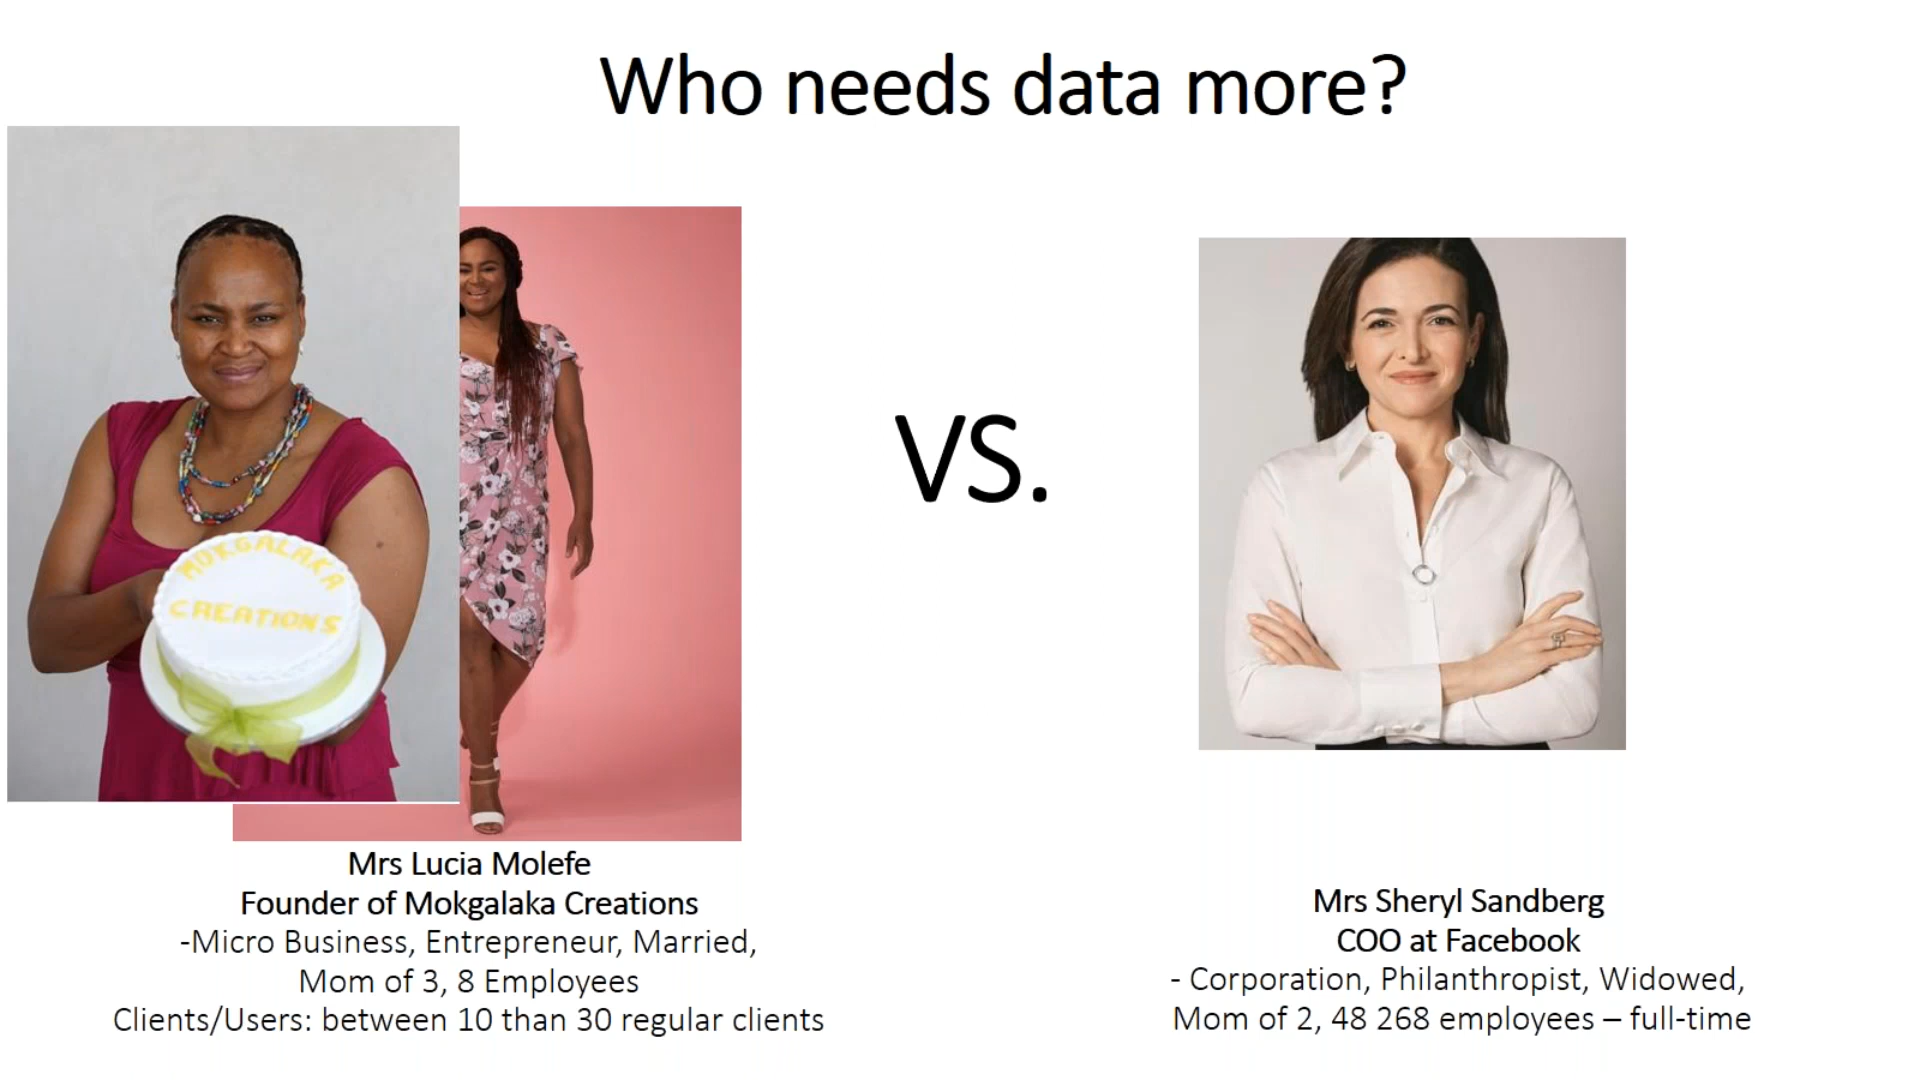 Who needs data more?
MOKGALAKA
CREATIONS
VS.
Mrs Lucia Molefe
Founder of Mokgalaka Creations
-Micro Business, Entrepreneur, Married,
Mom of 3, 8 Employees
Clients/Users: between 10 than 30 regular clients
Mrs Sheryl Sandberg
COO at Facebook
- Corporation, Philanthropist, Widowed,
Mom of 2, 48 268 employees – full-time